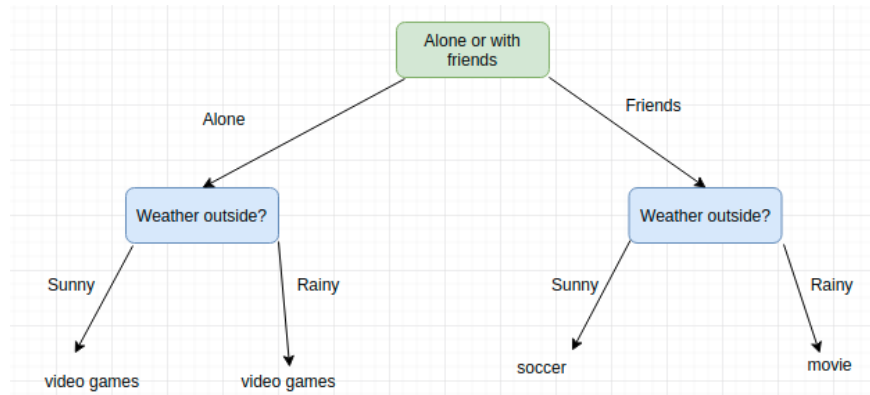 Alone or with
friends
Alone
Friends
Weather outside?
Weather outside?
Sunny
Rainy
Sunny
Rainy
video games
video games
soccer
movie